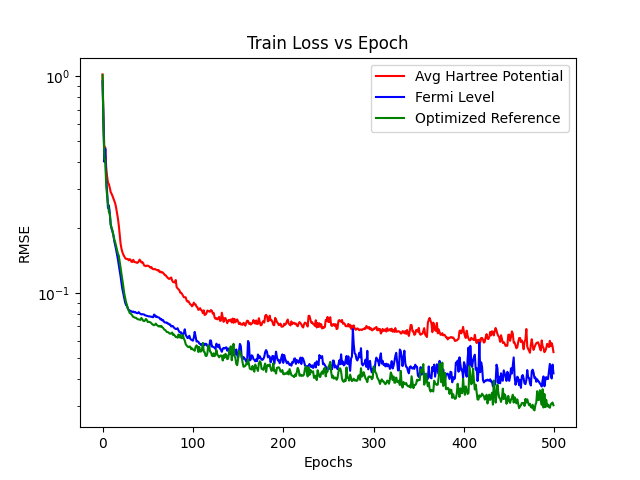 Train Loss vs Epoch
10⁰
10⁻¹
RMSE
Avg Hartree Potential
Fermi Level
Optimized Reference
0 100 200 300 400 500
Epochs